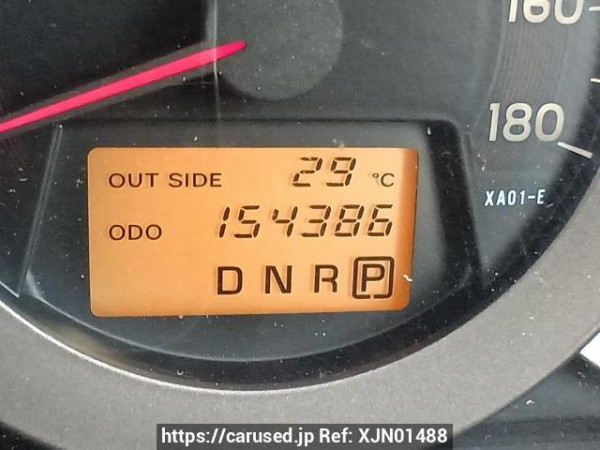 160
180
OUT SIDE 29 °C
XA01-E
ODO 154386
D N R P
https://carused.jp Ref: XJN01488